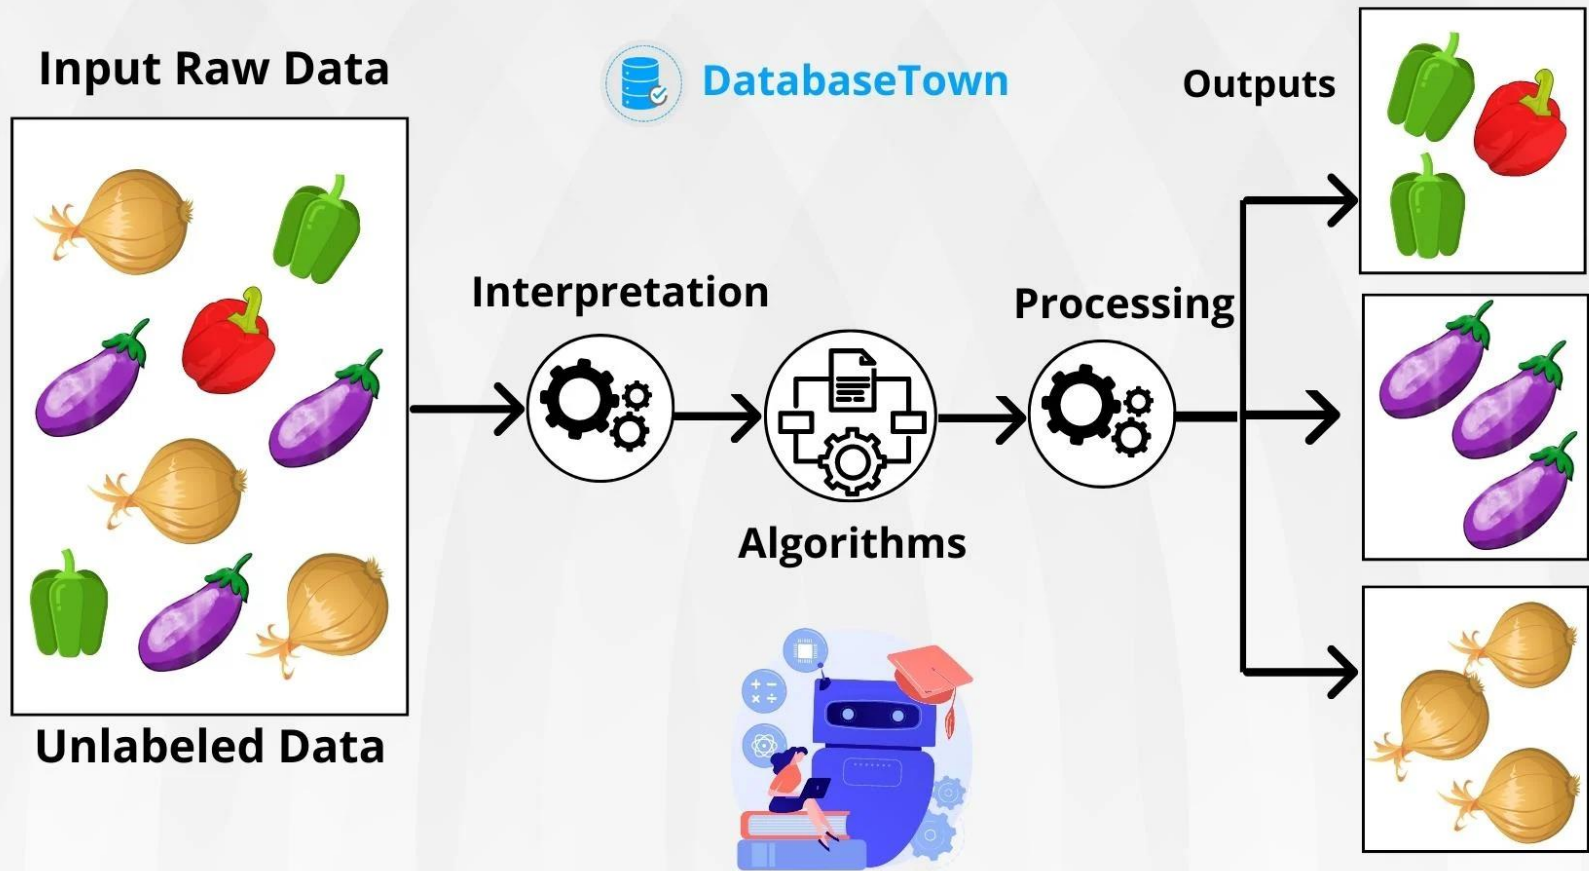 Input Raw Data
DatabaseTown
Outputs
Interpretation
Processing
Algorithms
Unlabeled Data